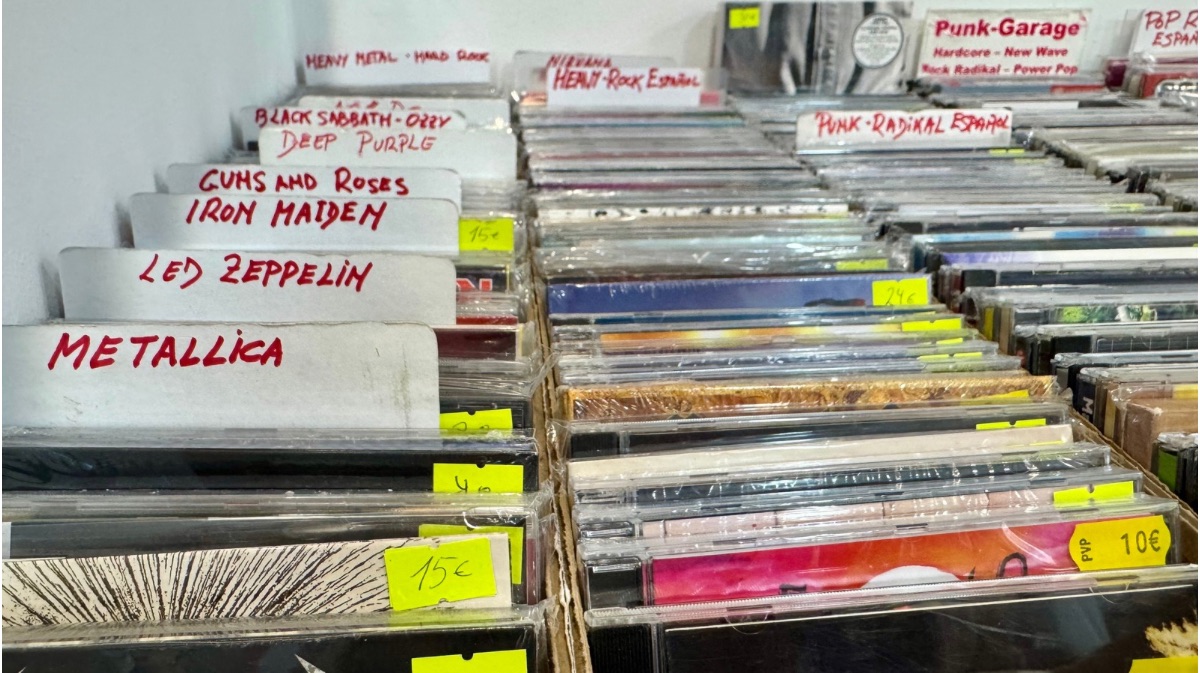 HEAVY METAL - HARD ROCK
BLACK SABBATH - OZZY
DEEP PURPLE
GUNS AND ROSES
IRON MAIDEN
LED ZEPPELIN
METALLICA
15€
15€
NIRVANA
HEAVY-ROCK ESPAÑOL
24€
PUNK-RADIKAL ESPAÑOL
Punk-Garage
Hardcore - New Wave
Rock Radikal - Power Pop
POP R
ESPAÑ
PVP 10€